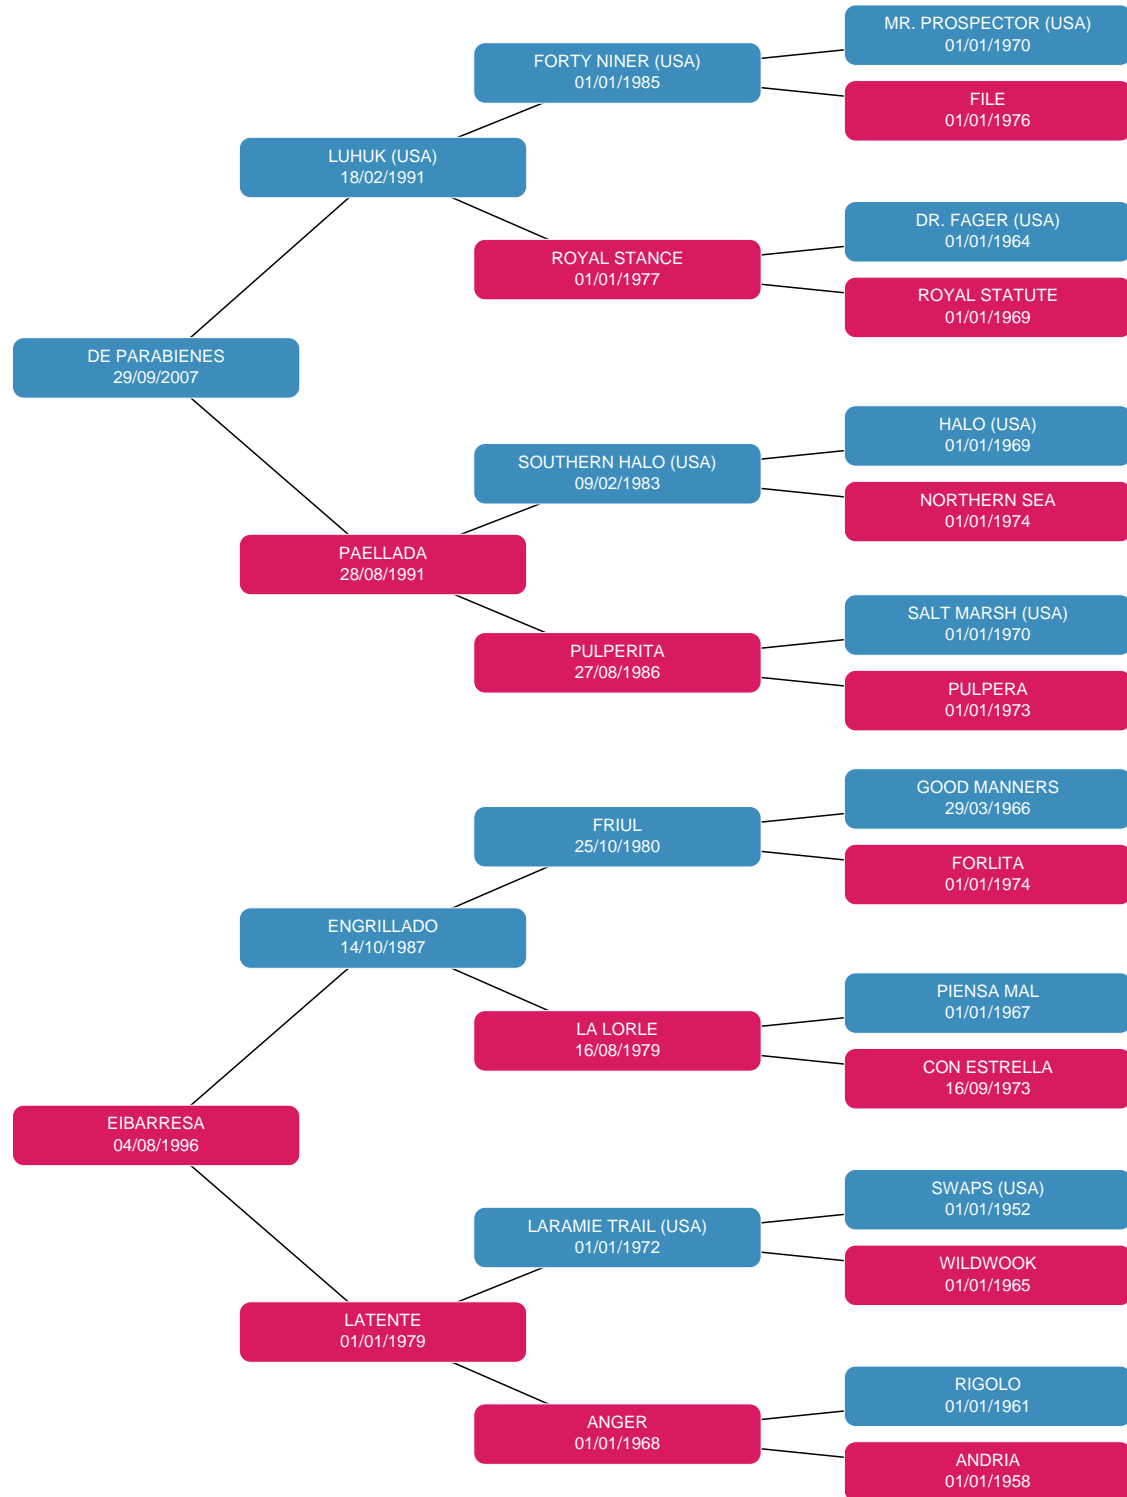 MR. PROSPECTOR (USA)
01/01/1970
FORTY NINER (USA)
01/01/1985
FILE
01/01/1976
LUHUK (USA)
18/02/1991
DR. FAGER (USA)
01/01/1964
ROYAL STANCE
01/01/1977
ROYAL STATUTE
01/01/1969
DE PARABIENES
29/09/2007
HALO (USA)
01/01/1969
SOUTHERN HALO (USA)
09/02/1983
NORTHERN SEA
01/01/1974
PAELLADA
28/08/1991
SALT MARSH (USA)
01/01/1970
PULPERITA
27/08/1986
PULPERA
01/01/1973
GOOD MANNERS
29/03/1966
FRIUL
25/10/1980
FORLITA
01/01/1974
ENGRILLADO
14/10/1987
PIENSA MAL
01/01/1967
LA LORLE
16/08/1979
CON ESTRELLA
16/09/1973
EIBARRESA
04/08/1996
SWAPS (USA)
01/01/1952
LARAMIE TRAIL (USA)
01/01/1972
WILDWOOK
01/01/1965
LATENTE
01/01/1979
RIGOLO
01/01/1961
ANGER
01/01/1968
ANDRIA
01/01/1958